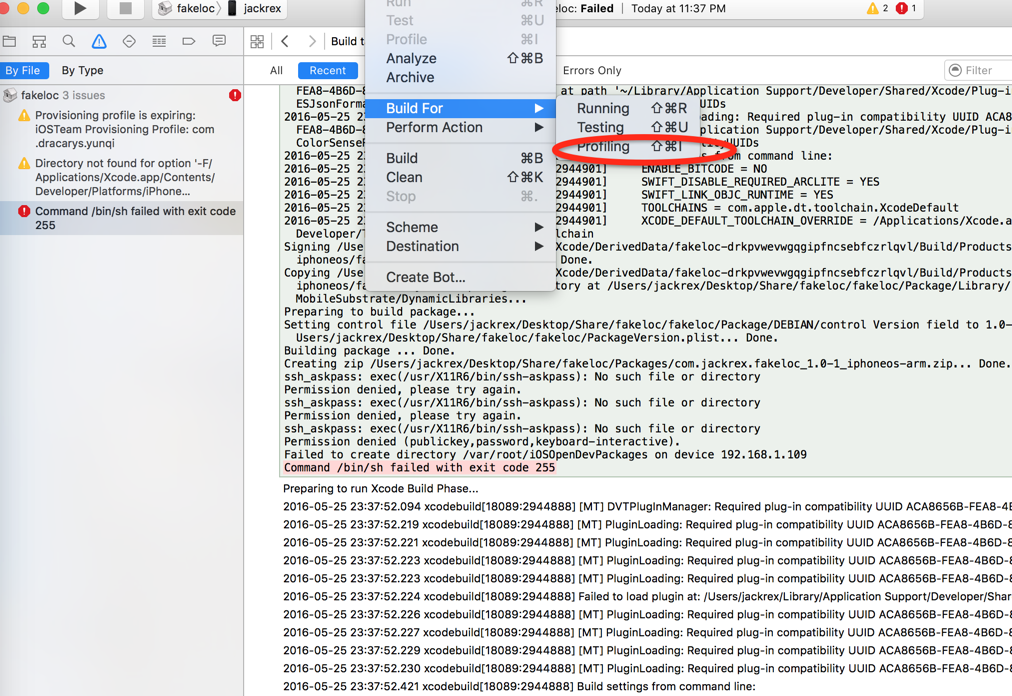 fakeloc
jackrex
eloc: Failed | Today at 11:37 PM
2
1
Run ⌘R
Test ⌘U
Profile ⌘I
Analyze ⇧⌘B
Archive
Build For
Perform Action
Build ⌘B
Clean ⇧⌘K
Stop ⌘.
Scheme
Destination
Create Bot...
Running ⇧⌘R
Testing ⇧⌘U
Profiling ⇧⌘I
Build t
By File By Type
All Recent Errors Only Filter
fakeloc 3 issues
Provisioning profile is expiring:
iOSTeam Provisioning Profile: com
.dracarys.yunqi
Directory not found for option '-F/
Applications/Xcode.app/Contents/
Developer/Platforms/iPhone...
Command /bin/sh failed with exit code
255
FEA8-4B6D- at path '~/Library/Application Support/Developer/Shared/Xcode/Plug-i
ESJsonForma UUIDs
2016-05-25 2 oading: Required plug-in compatibility UUID A
FEA8-4B6D-8 pplication Support/Developer/Shared/Xcode/Plug-i
ColorSenseR ityUUIDs
2016-05-25 2 s from command line:
2016-05-25 2 2944901] ENABLE_BITCODE = NO
2016-05-25 2 2944901] SWIFT_DISABLE_REQUIRED_ARCLITE = YES
2016-05-25 2 2944901] SWIFT_LINK_OBJC_RUNTIME = YES
2016-05-25 2 2944901] TOOLCHAINS = com.apple.dt.toolchain.XcodeDefault
2016-05-25 2 2944901] XCODE_DEFAULT_TOOLCHAIN_OVERRIDE = /Applications/Xcode.a
Developer/T lchain
Signing /Use Xcode/DerivedData/fakeloc-drkpvwevwgqgipfncsebfczrlqvl/Build/Products
iphoneos/fa Done.
Copying /Use Xcode/DerivedData/fakeloc-drkpvwevwgqgipfncsebfczrlqvl/Build/Products
iphoneos/fa tory at /Users/jackrex/Desktop/Share/fakeloc/fakeloc/Package/Library/
MobileSubstrate/DynamicLibraries...
Preparing to build package...
Setting control file /Users/jackrex/Desktop/Share/fakeloc/fakeloc/Package/DEBIAN/control Version field to 1.0-
Users/jackrex/Desktop/Share/fakeloc/fakeloc/PackageVersion.plist... Done.
Building package ... Done.
Creating zip /Users/jackrex/Desktop/Share/fakeloc/Packages/com.jackrex.fakeloc_1.0-1_iphoneos-arm.zip... Done.
ssh_askpass: exec(/usr/X11R6/bin/ssh-askpass): No such file or directory
Permission denied, please try again.
ssh_askpass: exec(/usr/X11R6/bin/ssh-askpass): No such file or directory
Permission denied, please try again.
ssh_askpass: exec(/usr/X11R6/bin/ssh-askpass): No such file or directory
Permission denied (publickey,password,keyboard-interactive).
Failed to create directory /var/root/iOSOpenDevPackages on device 192.168.1.109
Command /bin/sh failed with exit code 255
Preparing to run Xcode Build Phase...
2016-05-25 23:37:52.094 xcodebuild[18089:2944888] [MT] DVTPlugInManager: Required plug-in compatibility UUID ACA8656B-FEA8-4B6D-8
2016-05-25 23:37:52.219 xcodebuild[18089:2944888] [MT] PluginLoading: Required plug-in compatibility UUID ACA8656B-FEA8-4B6D-8
2016-05-25 23:37:52.221 xcodebuild[18089:2944888] [MT] PluginLoading: Required plug-in compatibility UUID ACA8656B-FEA8-4B6D-8
2016-05-25 23:37:52.223 xcodebuild[18089:2944888] [MT] PluginLoading: Required plug-in compatibility UUID ACA8656B-FEA8-4B6D-8
2016-05-25 23:37:52.223 xcodebuild[18089:2944888] [MT] PluginLoading: Required plug-in compatibility UUID ACA8656B-FEA8-4B6D-8
2016-05-25 23:37:52.224 xcodebuild[18089:2944888] Failed to load plugin at: /Users/jackrex/Library/Application Support/Developer/Shar
2016-05-25 23:37:52.226 xcodebuild[18089:2944888] [MT] PluginLoading: Required plug-in compatibility UUID ACA8656B-FEA8-4B6D-8
2016-05-25 23:37:52.227 xcodebuild[18089:2944888] [MT] PluginLoading: Required plug-in compatibility UUID ACA8656B-FEA8-4B6D-8
2016-05-25 23:37:52.229 xcodebuild[18089:2944888] [MT] PluginLoading: Required plug-in compatibility UUID ACA8656B-FEA8-4B6D-8
2016-05-25 23:37:52.230 xcodebuild[18089:2944888] [MT] PluginLoading: Required plug-in compatibility UUID ACA8656B-FEA8-4B6D-8
2016-05-25 23:37:52.421 xcodebuild[18089:2944888] Build settings from command line: